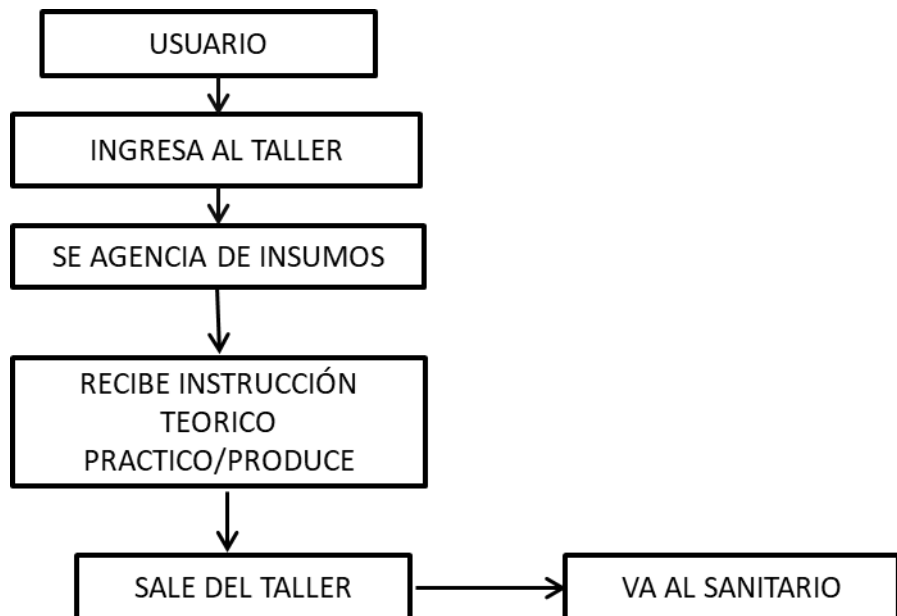 USUARIO
INGRESA AL TALLER
SE AGENCIA DE INSUMOS
RECIBE INSTRUCCIÓN
TEORICO
PRACTICO/PRODUCE
SALE DEL TALLER
VA AL SANITARIO